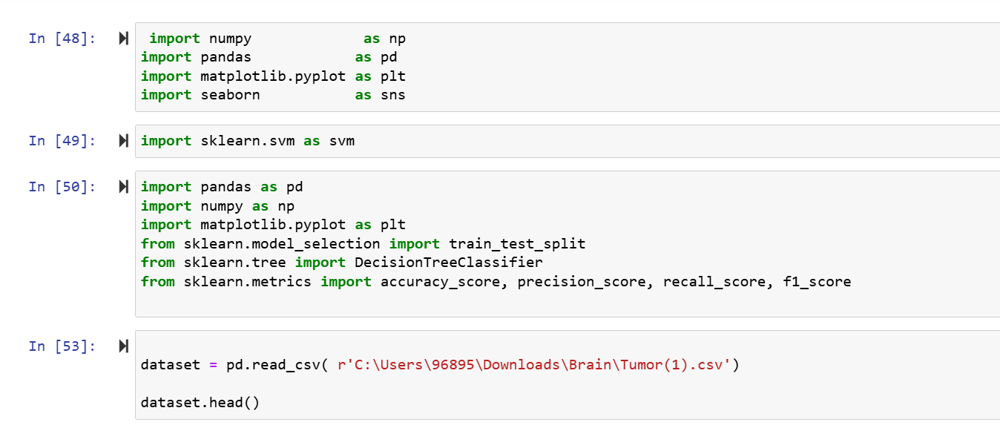 In [48]:
 import numpy             as np
import pandas            as pd
import matplotlib.pyplot as plt
import seaborn           as sns
In [49]:
import sklearn.svm as svm
In [50]:
import pandas as pd
import numpy as np
import matplotlib.pyplot as plt
from sklearn.model_selection import train_test_split
from sklearn.tree import DecisionTreeClassifier
from sklearn.metrics import accuracy_score, precision_score, recall_score, f1_score
In [53]:
dataset = pd.read_csv( r'C:\Users\96895\Downloads\Brain\Tumor(1).csv')
dataset.head()